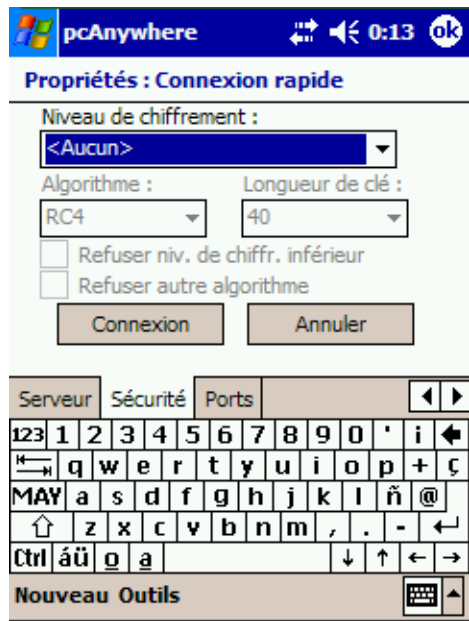 pcAnywhere 0:13 ok
Propriétés : Connexion rapide
Niveau de chiffrement :
<Aucun>
Algorithme : Longueur de clé :
RC4 40
Refuser niv. de chiffr. inférieur
Refuser autre algorithme
Connexion Annuler
Serveur Sécurité Ports
123 1 2 3 4 5 6 7 8 9 0 ' i
q w e r t y u i o p + ç
MAY a s d f g h j k l ñ @
z x c v b n m , . -
Ctrl áü o a ↓ ↑ ← →
Nouveau Outils